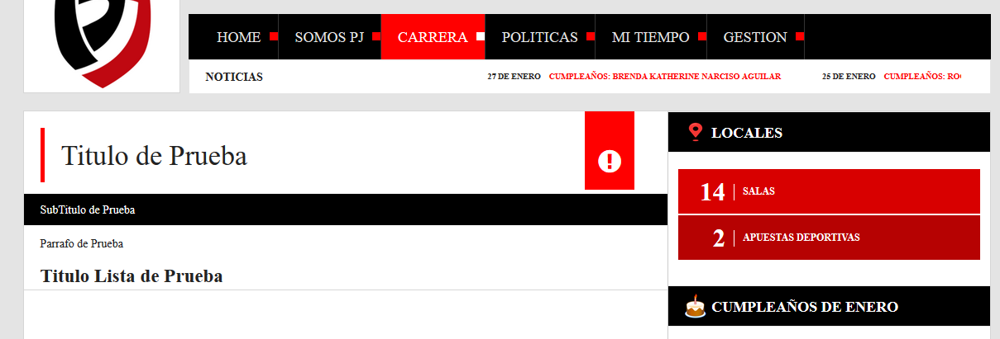 HOME SOMOS PJ CARRERA POLITICAS MI TIEMPO GESTION
NOTICIAS 27 DE ENERO CUMPLEAÑOS: BRENDA KATHERINE NARCISO AGUILAR 25 DE ENERO CUMPLEAÑOS:
Titulo de Prueba
SubTitulo de Prueba
Parrafo de Prueba
Titulo Lista de Prueba
LOCALES
14 SALAS
2 APUESTAS DEPORTIVAS
CUMPLEAÑOS DE ENERO